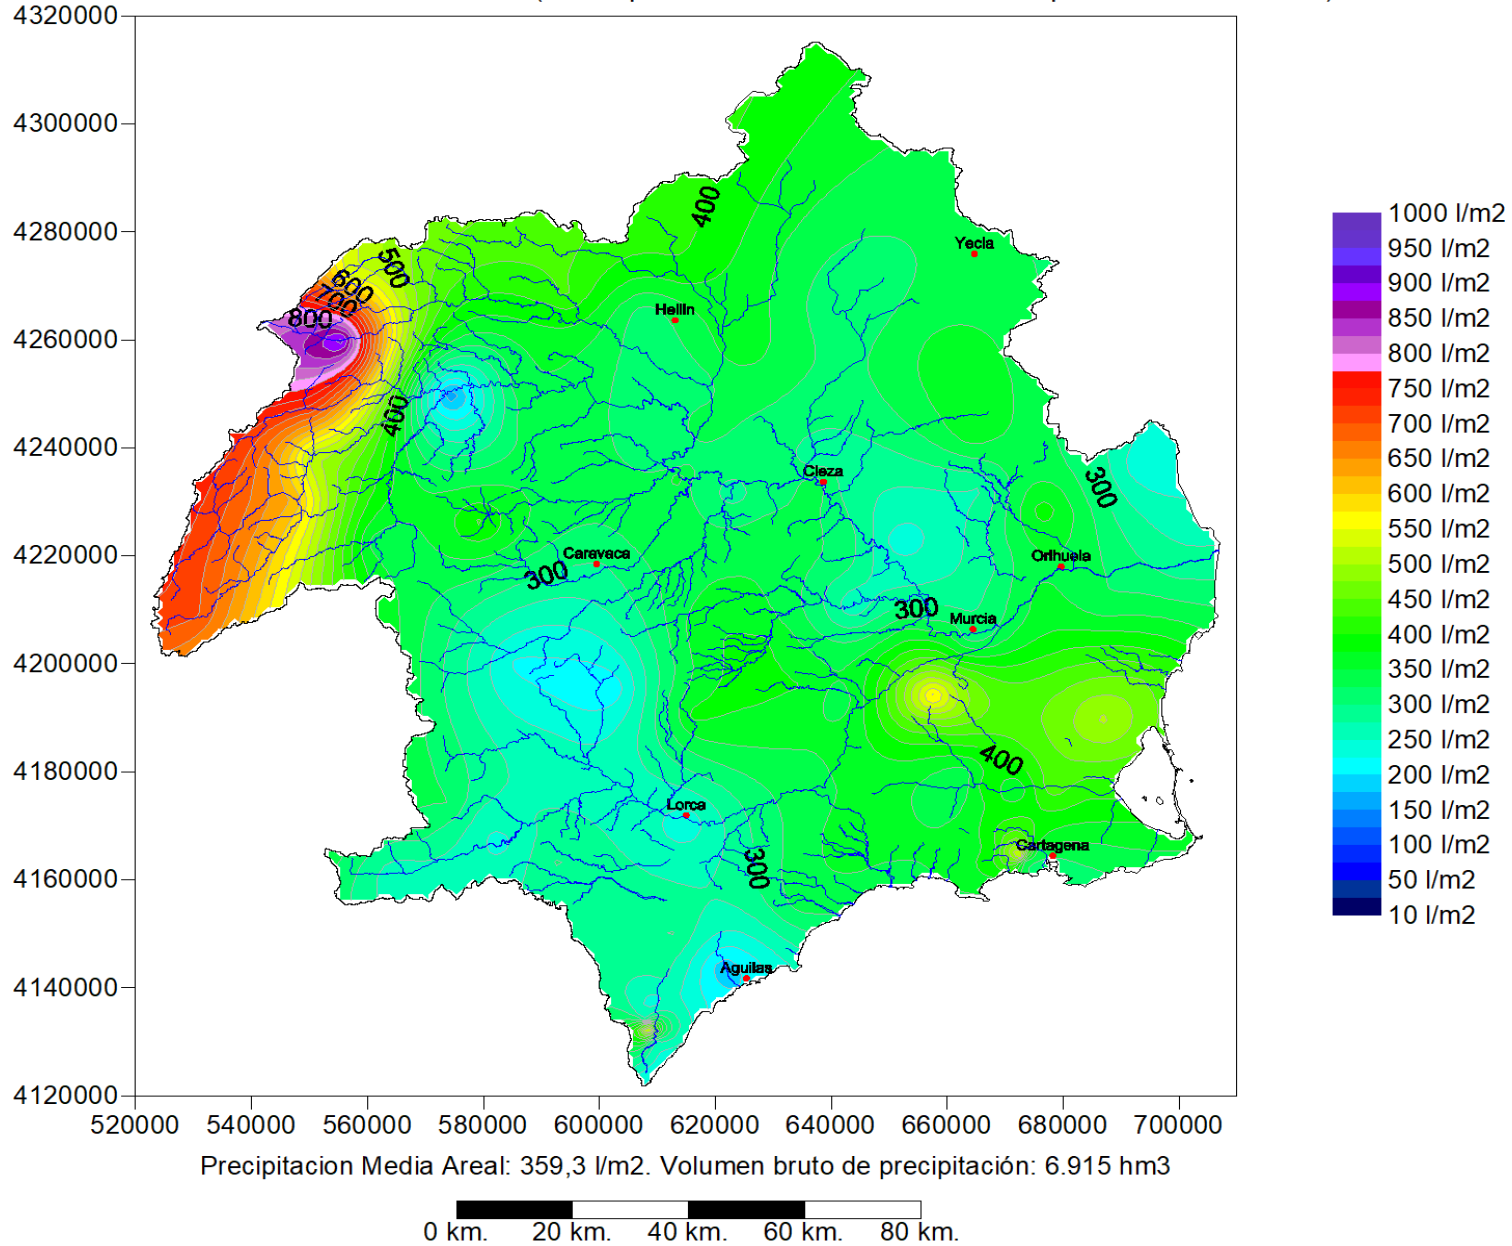 4320000
4300000
4280000
4260000
4240000
4220000
4200000
4180000
4160000
4140000
4120000
520000 540000 560000 580000 600000 620000 640000 660000 680000 700000
400
500
600
700
800
400
300
300
300
400
300
Yecla
Hellin
Cieza
Caravaca
Orihuela
Murcia
Lorca
Cartagena
Aguilas
1000 l/m2
950 l/m2
900 l/m2
850 l/m2
800 l/m2
750 l/m2
700 l/m2
650 l/m2
600 l/m2
550 l/m2
500 l/m2
450 l/m2
400 l/m2
350 l/m2
300 l/m2
250 l/m2
200 l/m2
150 l/m2
100 l/m2
50 l/m2
10 l/m2
Precipitacion Media Areal: 359,3 l/m2. Volumen bruto de precipitación: 6.915 hm3
0 km. 20 km. 40 km. 60 km. 80 km.